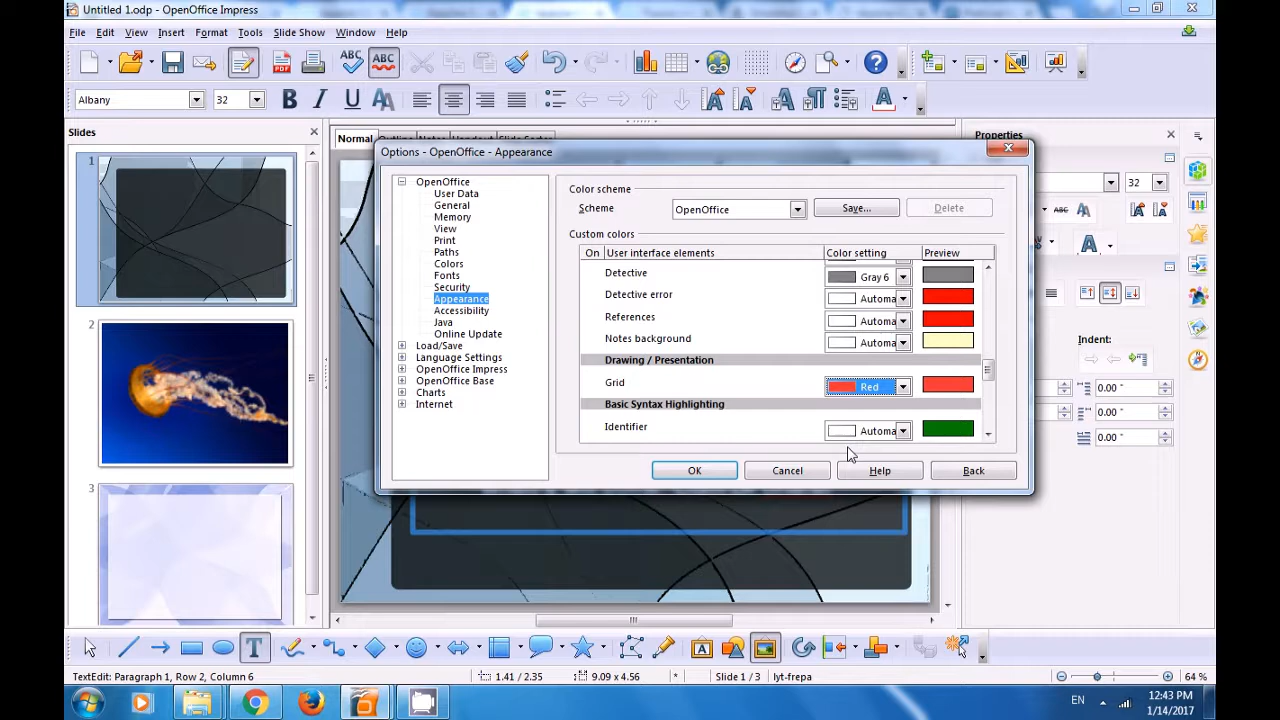 Untitled 1.odp - OpenOffice Impress
File Edit View Insert Format Tools Slide Show Window Help
ABC ABC
Albany 32 B I U A
Slides
Normal
Properties
1
2
3
Options - OpenOffice - Appearance
OpenOffice
User Data
General
Memory
View
Print
Paths
Colors
Fonts
Security
Appearance
Accessibility
Java
Online Update
Load/Save
Language Settings
OpenOffice Impress
OpenOffice Base
Charts
Internet
Color scheme
Scheme OpenOffice Save... Delete
Custom colors
On User interface elements Color setting Preview
Detective Gray 6
Detective error Automa
References Automa
Notes background Automa
Drawing / Presentation
Grid Red
Basic Syntax Highlighting
Identifier Automa
OK Cancel Help Back
32
Indent:
0.00 "
0.00 "
0.00 "
TextEdit: Paragraph 1, Row 2, Column 6 1.41 / 2.35 9.09 x 4.56 * Slide 1 / 3 lyt-frepa 64 %
EN 12:43 PM
1/14/2017